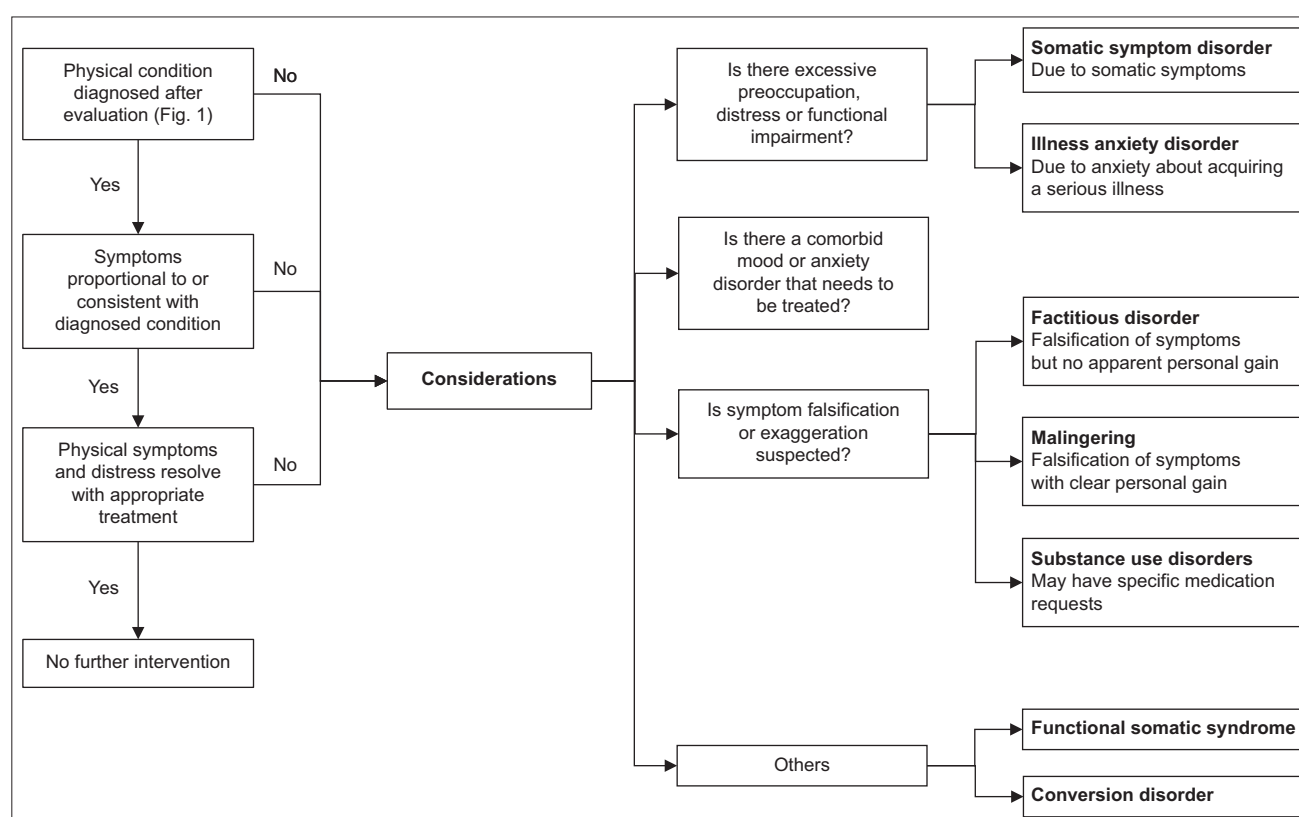 Physical condition
diagnosed after
evaluation (Fig. 1)
No
Yes
Symptoms
proportional to or
consistent with
diagnosed condition
No
Yes
Physical symptoms
and distress resolve
with appropriate
treatment
No
Yes
No further intervention
Considerations
Is there excessive
preoccupation,
distress or functional
impairment?
Somatic symptom disorder
Due to somatic symptoms
Illness anxiety disorder
Due to anxiety about acquiring
a serious illness
Is there a comorbid
mood or anxiety
disorder that needs to
be treated?
Is symptom falsification
or exaggeration
suspected?
Factitious disorder
Falsification of symptoms
but no apparent personal gain
Malingering
Falsification of symptoms
with clear personal gain
Substance use disorders
May have specific medication
requests
Others
Functional somatic syndrome
Conversion disorder